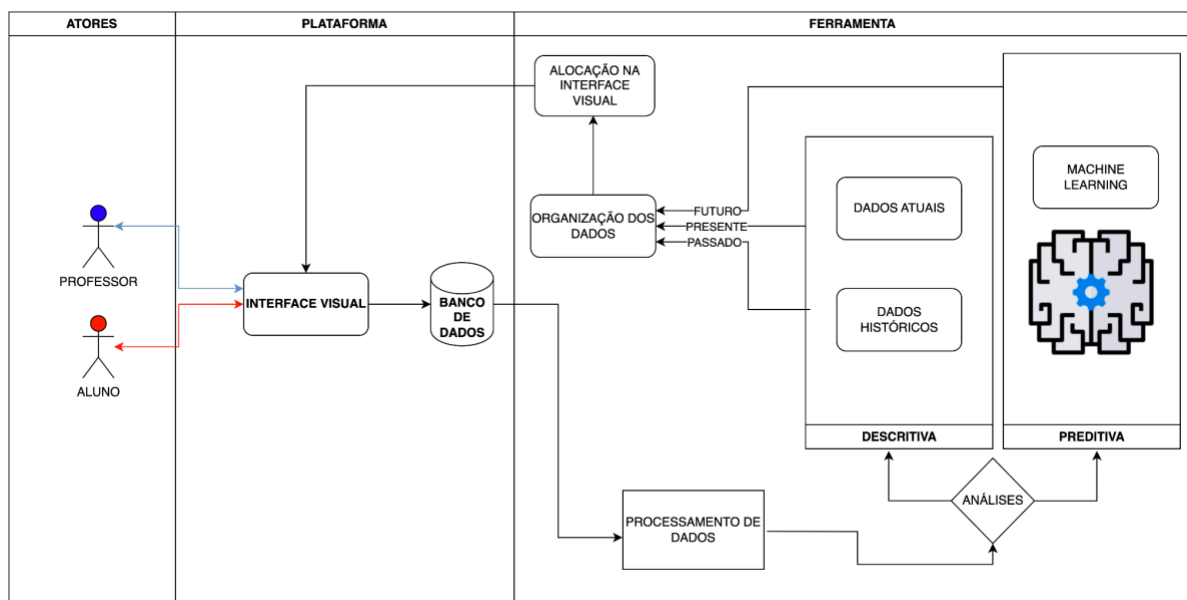 ATORES
PLATAFORMA
FERRAMENTA
ALOCAÇÃO NA
INTERFACE
VISUAL
MACHINE
LEARNING
ORGANIZAÇÃO DOS
DADOS
FUTURO
PRESENTE
PASSADO
DADOS ATUAIS
DADOS
HISTÓRICOS
PROFESSOR
INTERFACE VISUAL
BANCO
DE
DADOS
ALUNO
DESCRITIVA
PREDITIVA
ANÁLISES
PROCESSAMENTO DE
DADOS